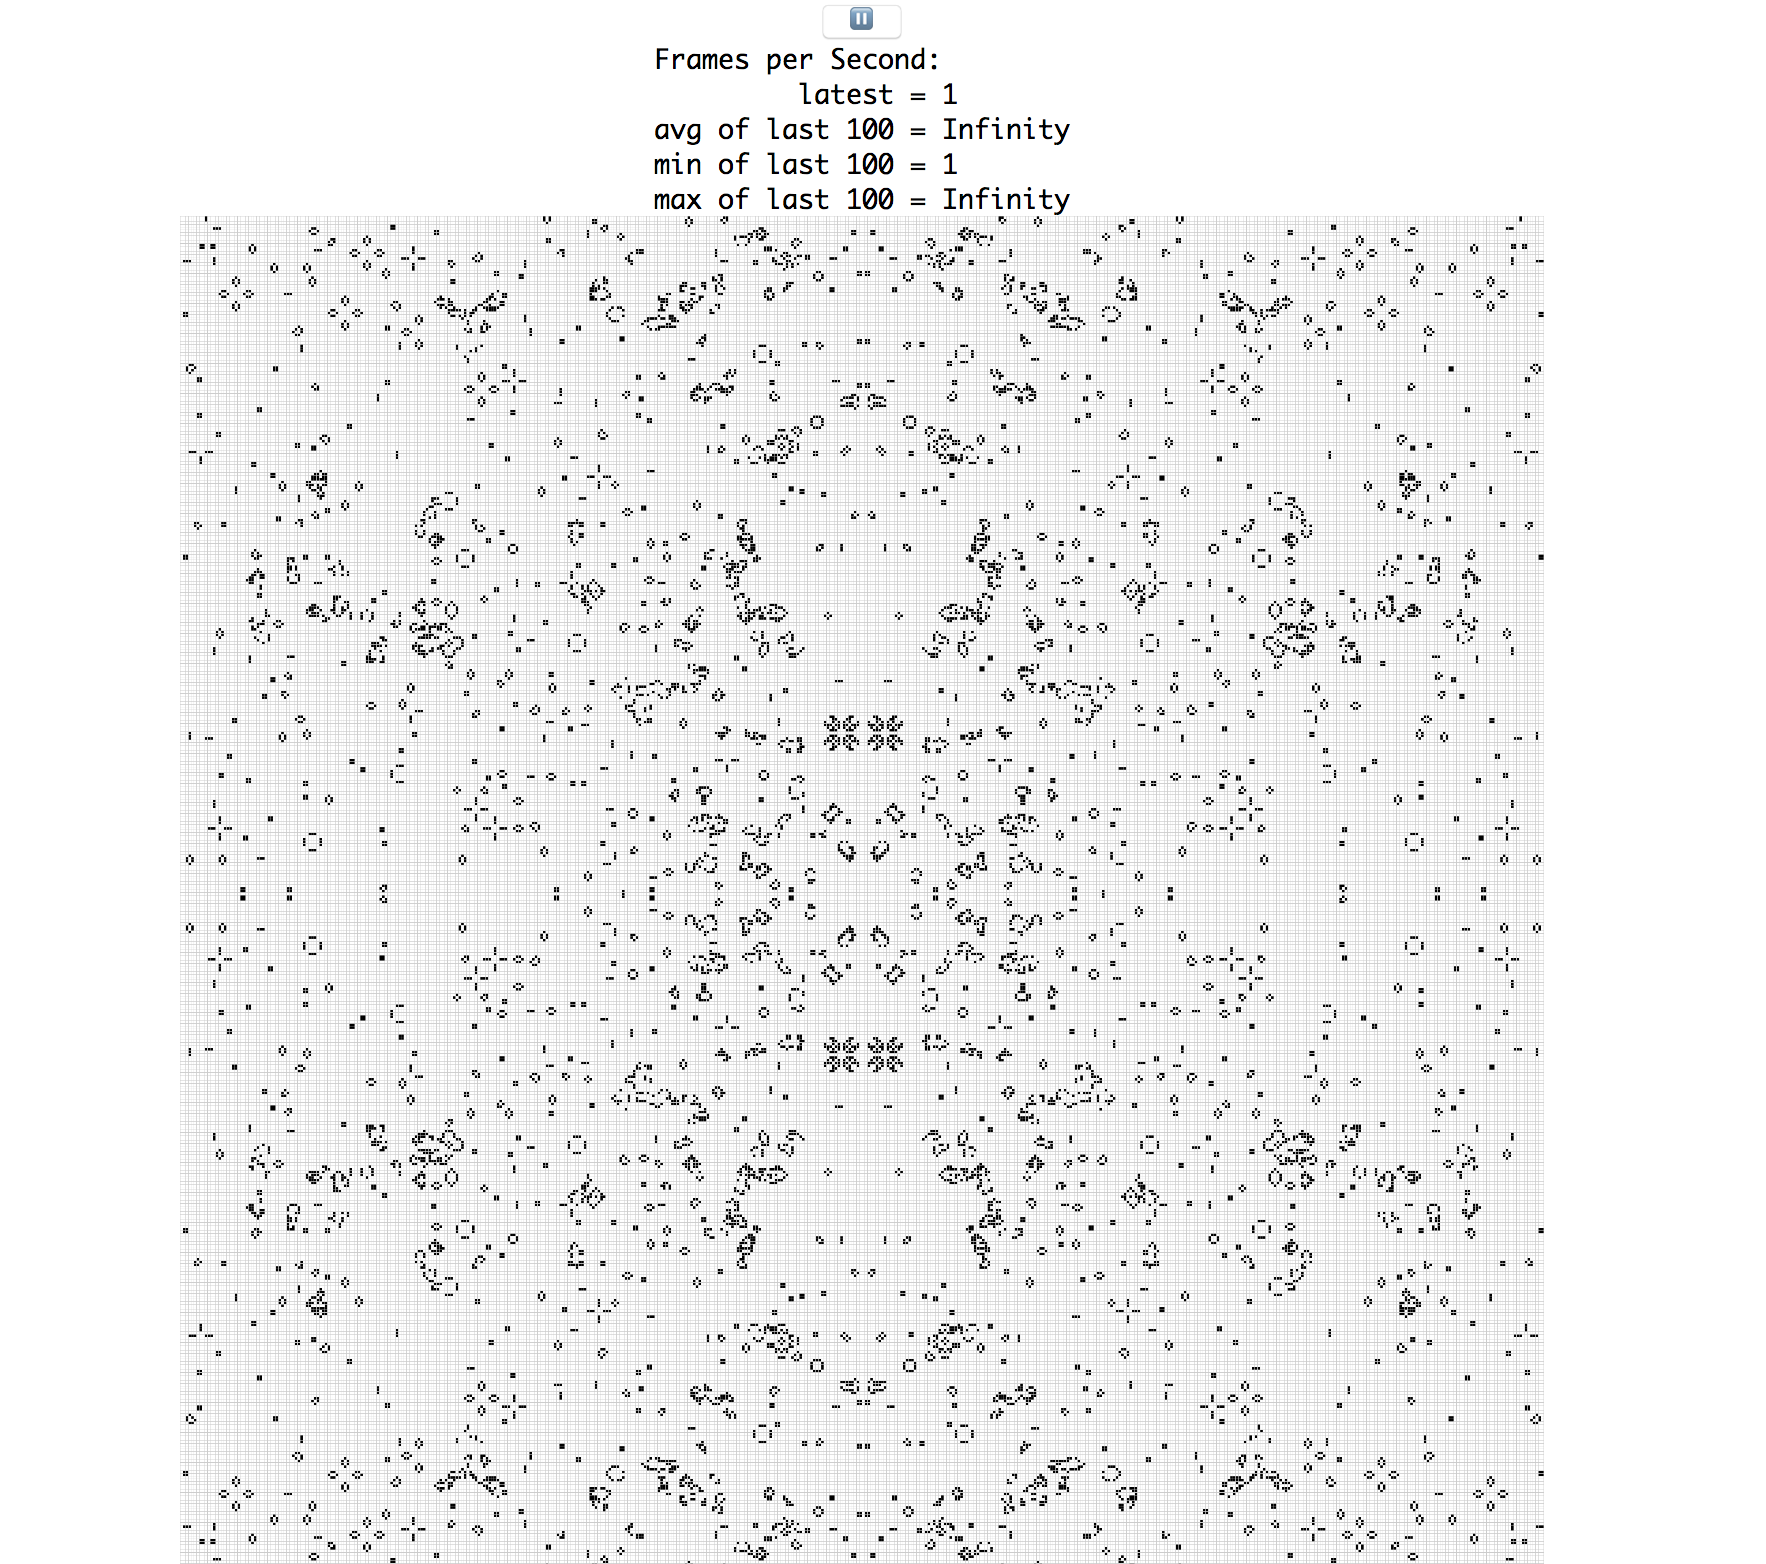 Frames per Second:
latest = 1
avg of last 100 = Infinity
min of last 100 = 1
max of last 100 = Infinity